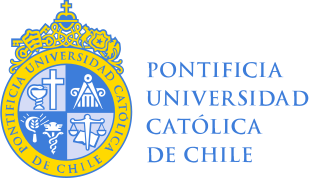 PONTIFICIA UNIVERSIDAD CATOLICA
DE CHILE
PONTIFICIA
UNIVERSIDAD
CATÓLICA
DE CHILE